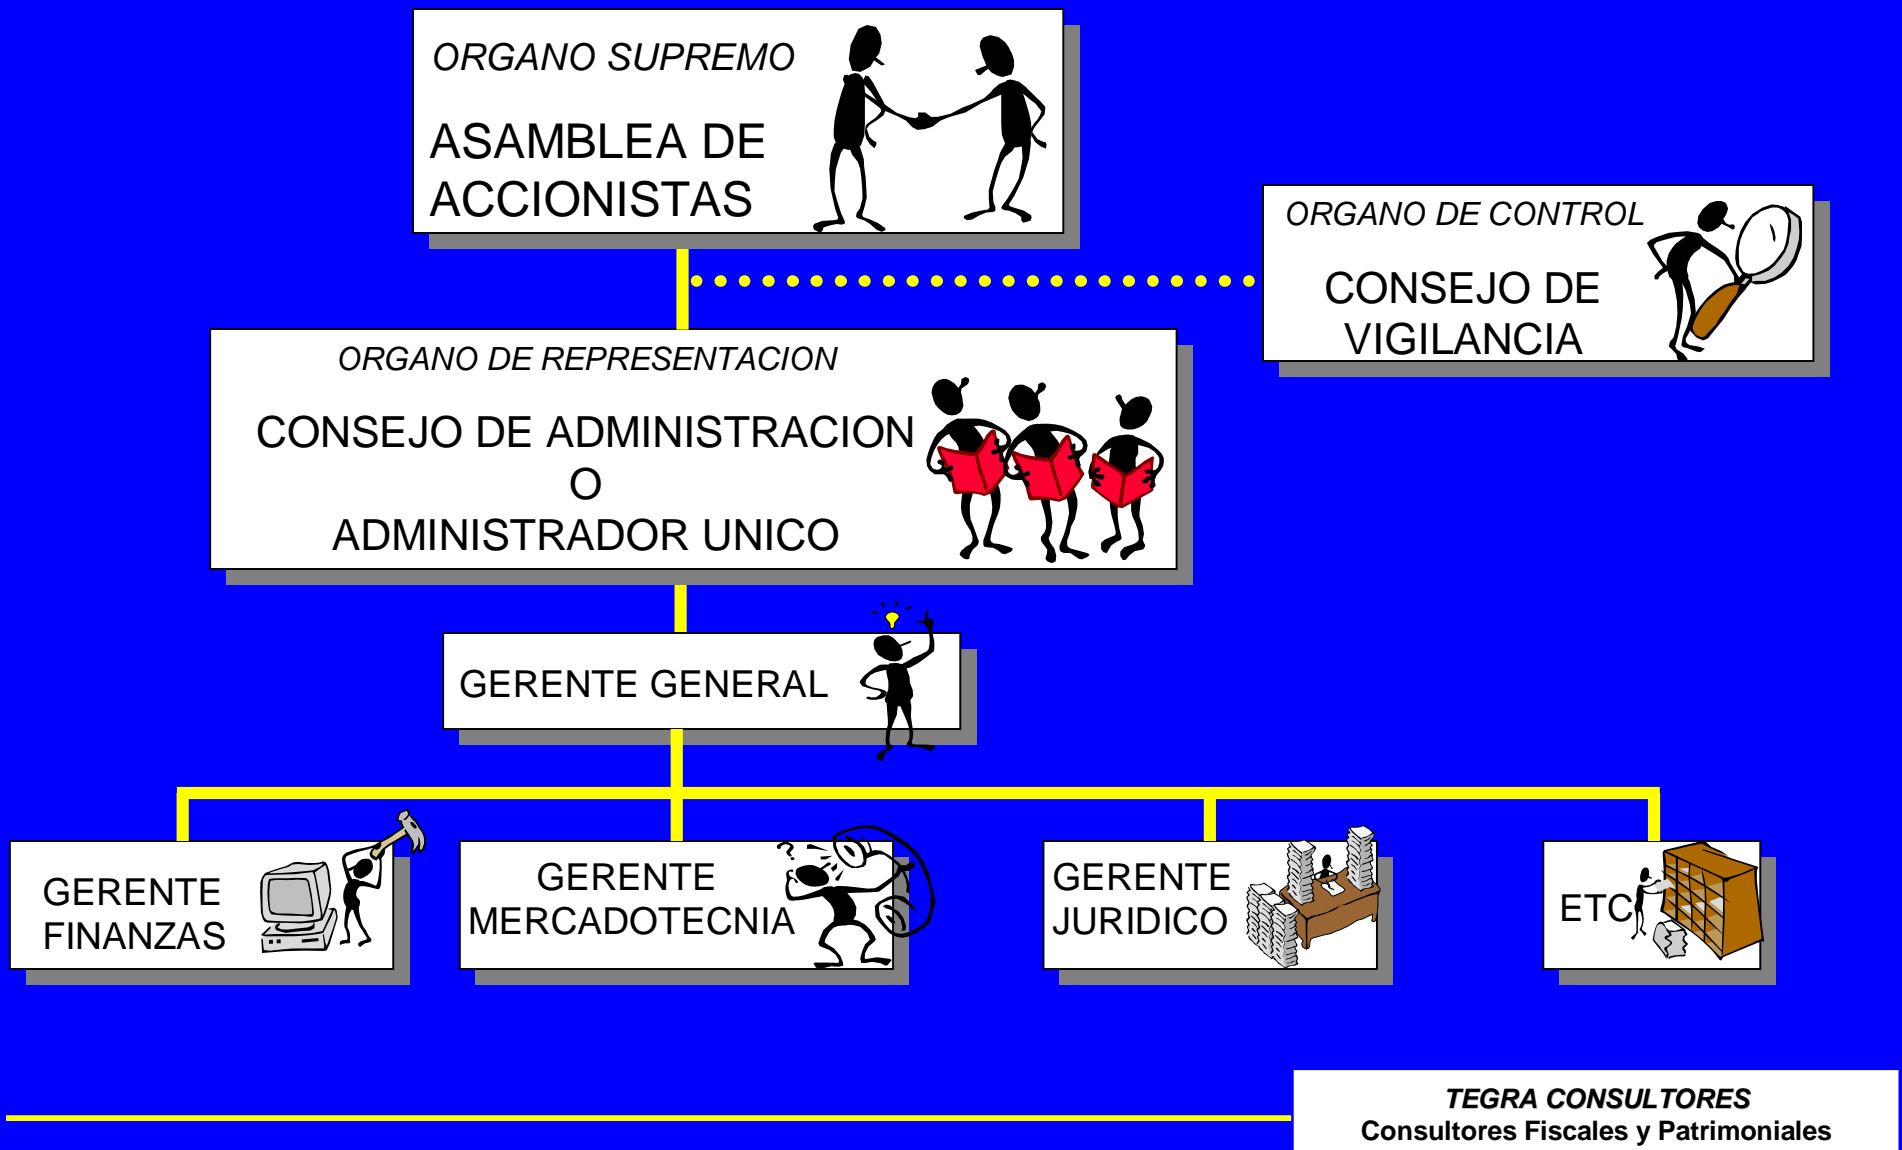 ORGANO SUPREMO
ASAMBLEA DE
ACCIONISTAS
ORGANO DE CONTROL
CONSEJO DE
VIGILANCIA
ORGANO DE REPRESENTACION
CONSEJO DE ADMINISTRACION
O
ADMINISTRADOR UNICO
GERENTE GENERAL
GERENTE
FINANZAS
GERENTE
MERCADOTECNIA
GERENTE
JURIDICO
ETC
TEGRA CONSULTORES
Consultores Fiscales y Patrimoniales